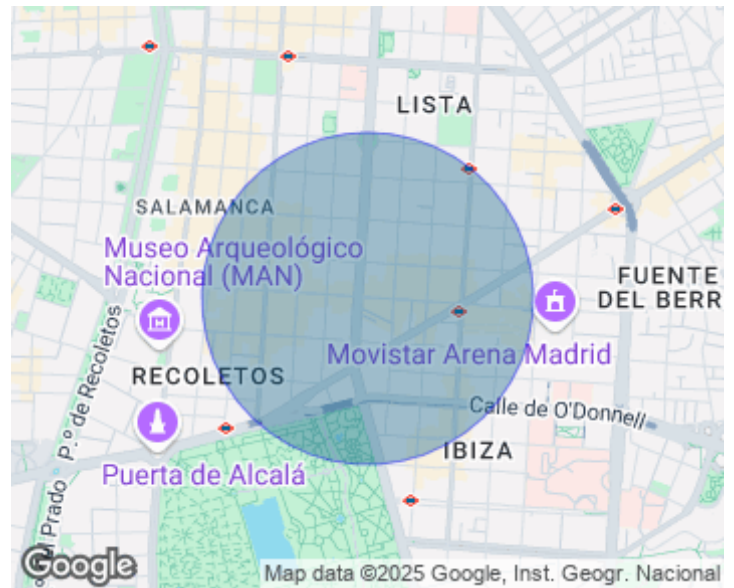 LISTA
SALAMANCA
Museo Arqueológico
Nacional (MAN)
FUENTE
DEL BERR
P.º de Recoletos
Movistar Arena Madrid
RECOLETOS
Calle de O'Donnell
IBIZA
Puerta de Alcalá
Prado
Google
Map data ©2025 Google, Inst. Geogr. Nacional